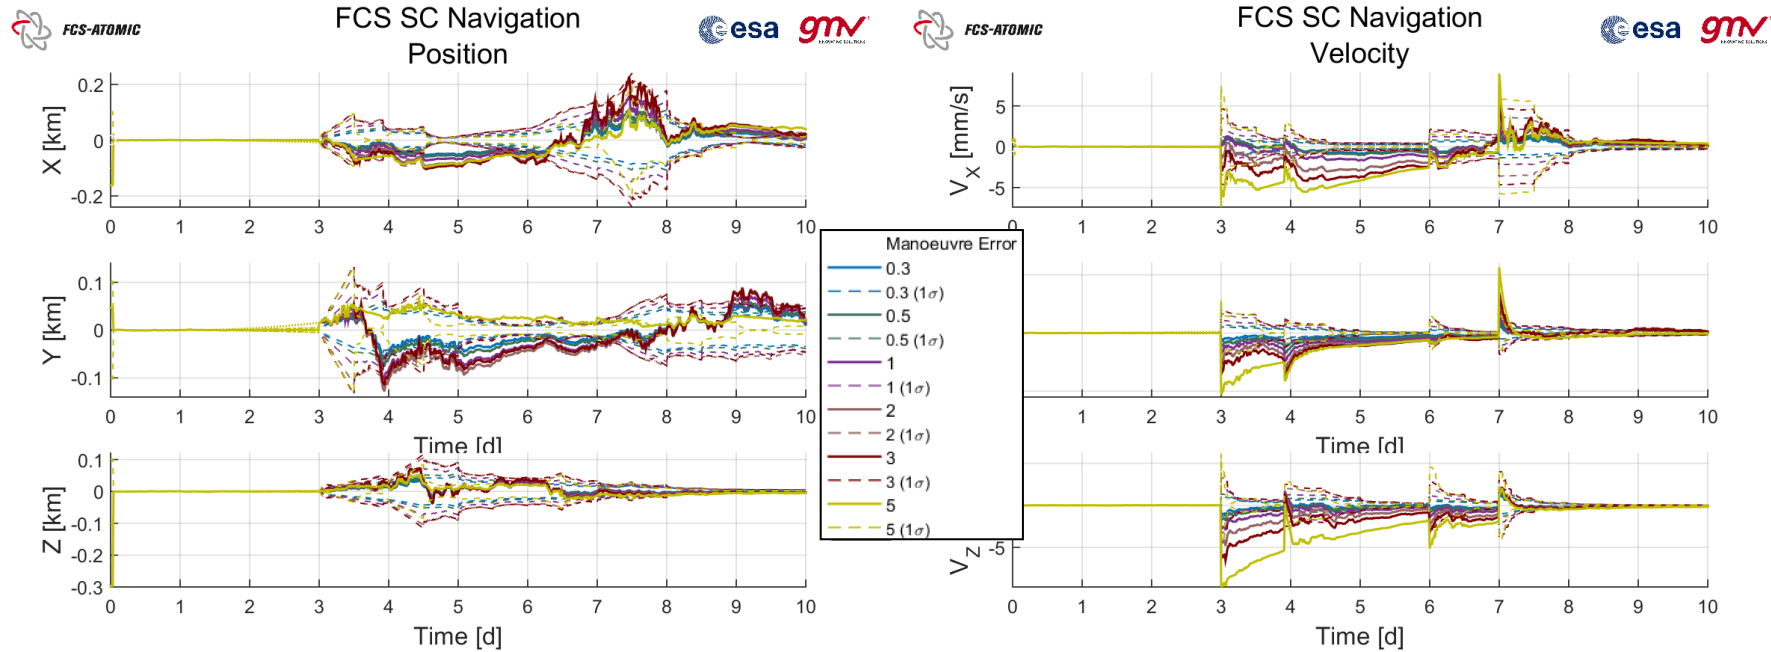 FCS-ATOMIC
FCS SC Navigation
Position
esa
gmv
INNOVATING SOLUTIONS
X [km]
0.2
0
-0.2
0 1 2 3 4 5 6 7 8 9 10
Y [km]
0.1
0
-0.1
0 1 2 3 4 5 6 7 8 9 10
Time [d]
Z [km]
0.1
0
-0.1
-0.2
-0.3
0 1 2 3 4 5 6 7 8 9 10
Time [d]
Manoeuvre Error
0.3
0.3 (1σ)
0.5
0.5 (1σ)
1
1 (1σ)
2
2 (1σ)
3
3 (1σ)
5
5 (1σ)
FCS-ATOMIC
FCS SC Navigation
Velocity
esa
gmv
INNOVATING SOLUTIONS
V_X [mm/s]
5
0
-5
1 2 3 4 5 6 7 8 9 10
1 2 3 4 5 6 7 8 9 10
Time [d]
V_Z
-5
0 1 2 3 4 5 6 7 8 9 10
Time [d]